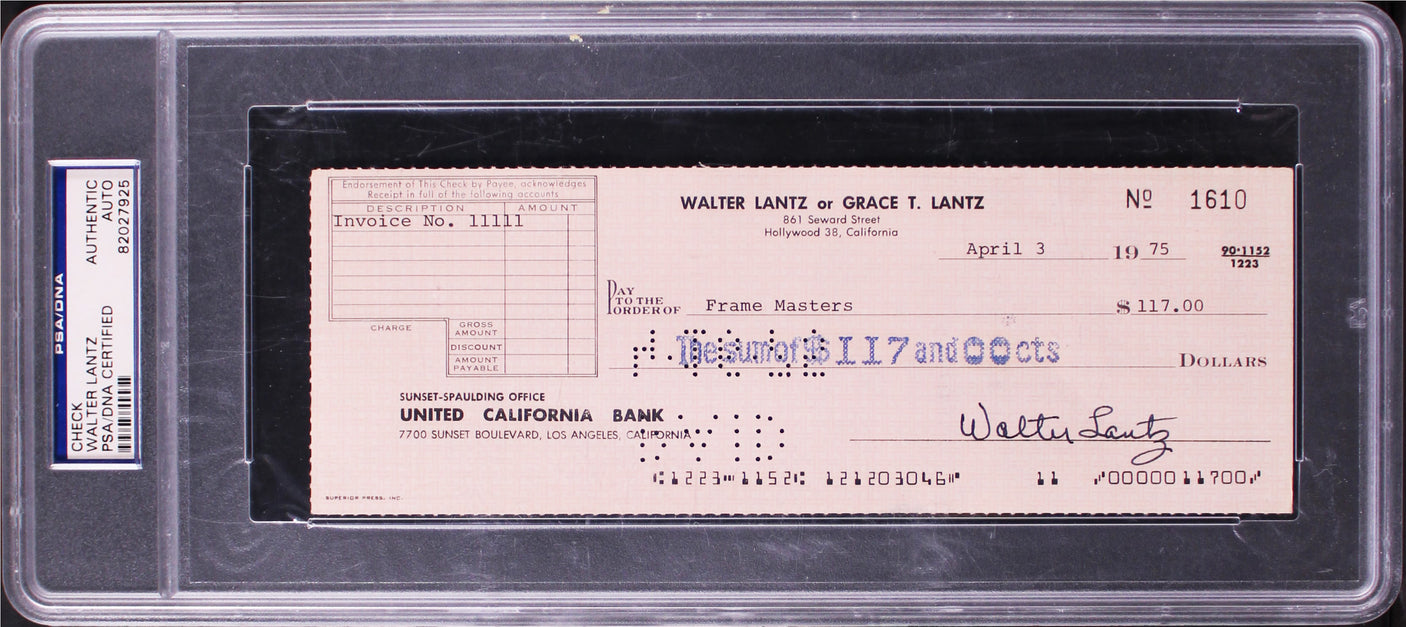 PSA/DNA
CHECK
WALTER LANTZ
PSA/DNA CERTIFIED
AUTHENTIC
AUTO
82027925
Endorsement of This Check by Payee, acknowledges
Receipt in full of the following accounts
DESCRIPTION AMOUNT
Invoice No. 11111
CHARGE
GROSS
AMOUNT
DISCOUNT
AMOUNT
PAYABLE
WALTER LANTZ or GRACE T. LANTZ
861 Seward Street
Hollywood 38, California
Nº 1610
April 3 19 75
90-1152
1223
PAY
TO THE
ORDER OF Frame Masters $ 117.00
The sum of $ 117 and 00 cts DOLLARS
SUNSET-SPAULDING OFFICE
UNITED CALIFORNIA BANK
7700 SUNSET BOULEVARD, LOS ANGELES, CALIFORNIA
Walter Lantz
⑆1223⑉1152⑆ 121203046⑈ 11 ⑈0000011700⑈
SUPERIOR PRESS, INC.